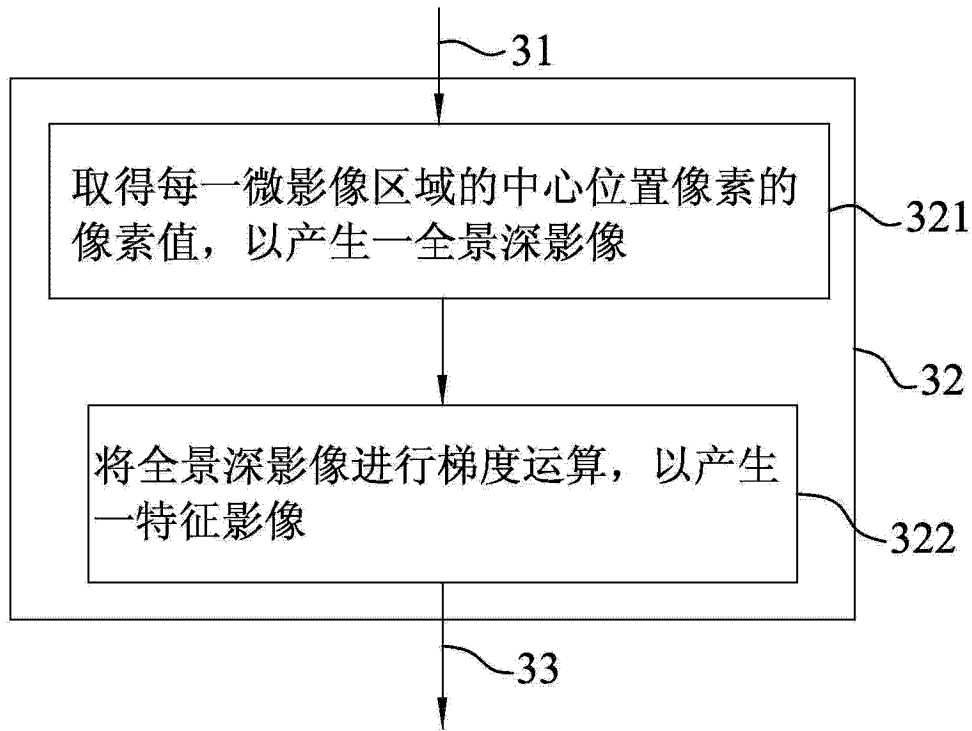 31
取得每一微影像区域的中心位置像素的
像素值，以产生一全景深影像
321
32
将全景深影像进行梯度运算，以产生
一特征影像
322
33